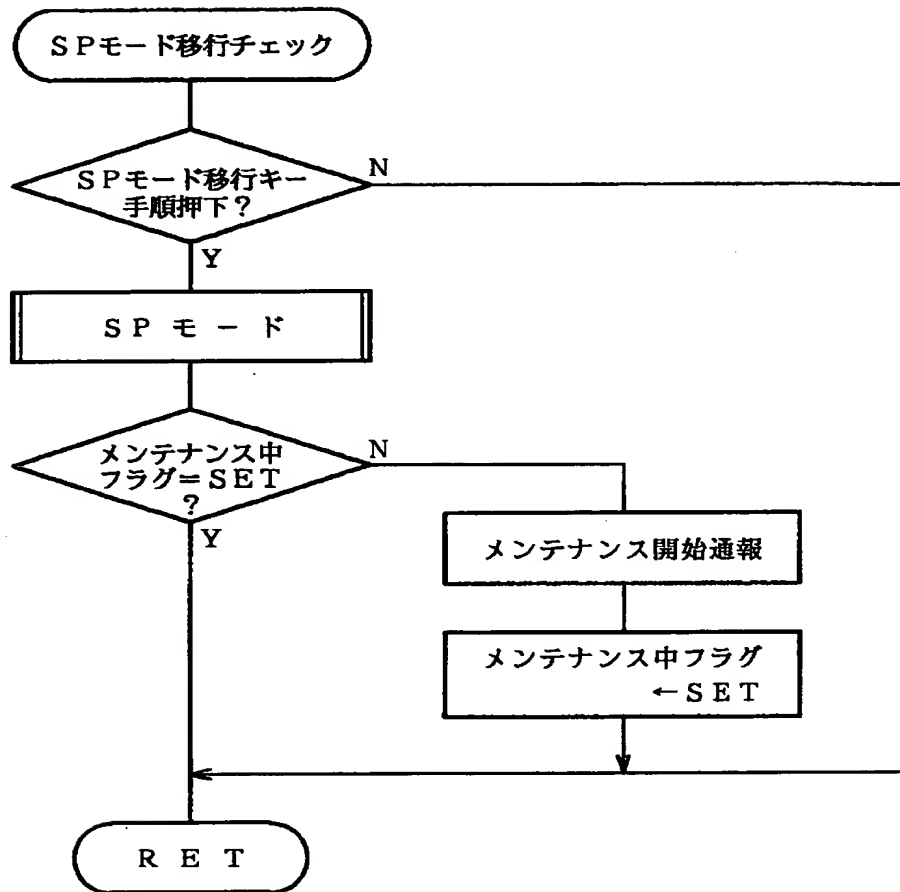 SPモード移行チェック
SPモード移行キー
手順押下？
N
Y
SPモード
メンテナンス中
フラグ＝SET
？
N
Y
メンテナンス開始通報
メンテナンス中フラグ
←SET
RET